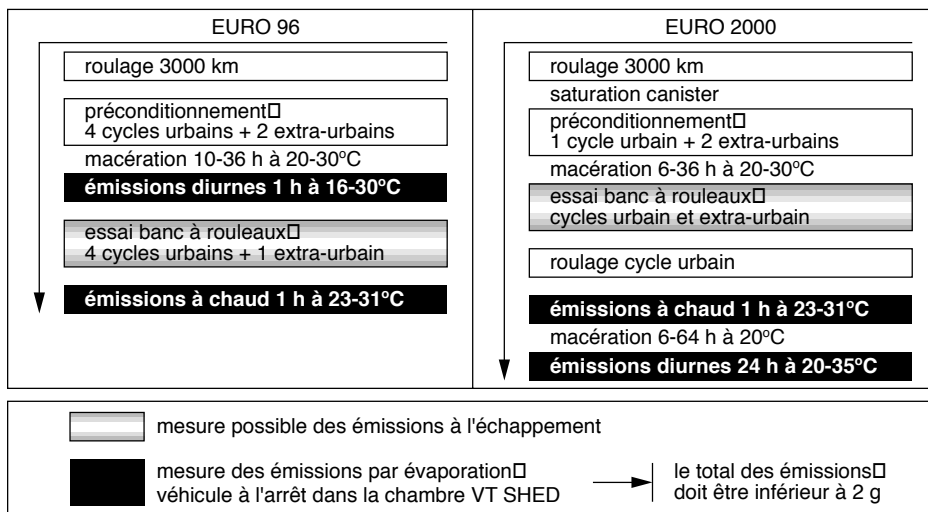 EURO 96
roulage 3000 km
préconditionnement□
4 cycles urbains + 2 extra-urbains
macération 10-36 h à 20-30ºC
émissions diurnes 1 h à 16-30ºC
essai banc à rouleaux□
4 cycles urbains + 1 extra-urbain
émissions à chaud 1 h à 23-31ºC
EURO 2000
roulage 3000 km
saturation canister
préconditionnement□
1 cycle urbain + 2 extra-urbains
macération 6-36 h à 20-30ºC
essai banc à rouleaux□
cycles urbain et extra-urbain
roulage cycle urbain
émissions à chaud 1 h à 23-31ºC
macération 6-64 h à 20ºC
émissions diurnes 24 h à 20-35ºC
mesure possible des émissions à l'échappement
mesure des émissions par évaporation□
véhicule à l'arrêt dans la chambre VT SHED
le total des émissions□
doit être inférieur à 2 g